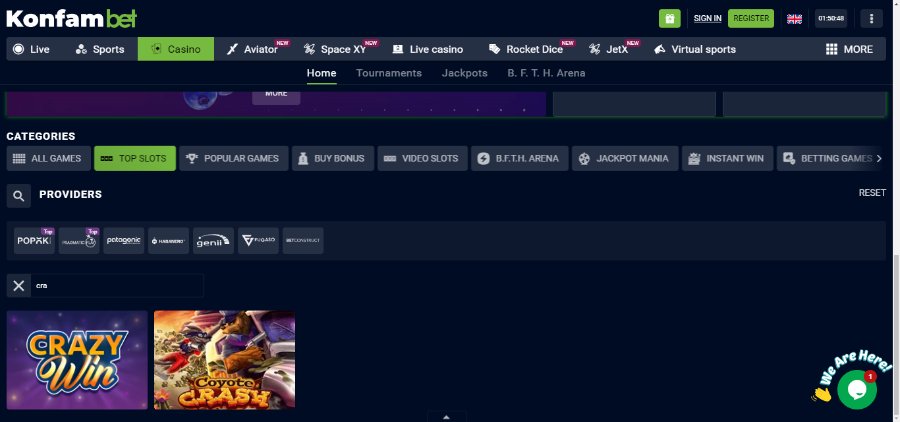 Konfambet
SIGN IN
REGISTER
01:50:48
Live
Sports
Casino
Aviator NEW
Space XY NEW
Live casino
Rocket Dice NEW
JetX NEW
Virtual sports
MORE
Home
Tournaments
Jackpots
B. F. T. H. Arena
MORE
CATEGORIES
ALL GAMES
TOP SLOTS
POPULAR GAMES
BUY BONUS
VIDEO SLOTS
B.F.T.H. ARENA
JACKPOT MANIA
INSTANT WIN
BETTING GAMES
PROVIDERS
RESET
Top
Top
PRAGMATIC PLAY
patagonic
HABANERO
genii
FUGASO
BETCONSTRUCT
cra
CRAZY
Win
Coyote
CRASH
We Are Here!
1